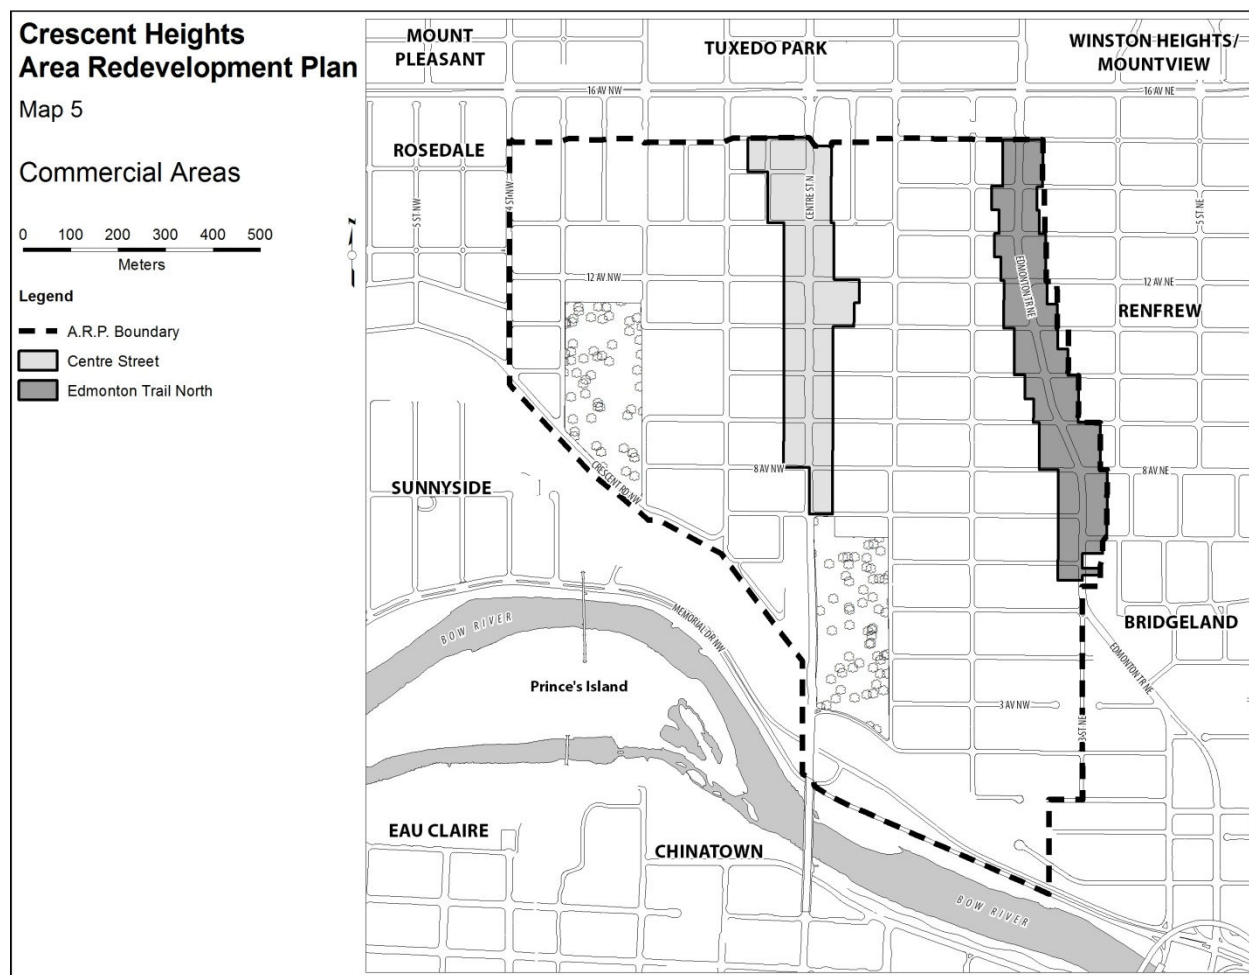 Crescent Heights
Area Redevelopment Plan
Map 5
Commercial Areas
0 100 200 300 400 500
Meters
Legend
A.R.P. Boundary
Centre Street
Edmonton Trail North
MOUNT
PLEASANT
TUXEDO PARK
WINSTON HEIGHTS/
MOUNTVIEW
16 AV NW
16 AV NE
ROSEDALE
5 ST NW
4 ST NW
CENTRE ST N
5 ST NE
12 AV NW
EDMONTON TR NE
12 AV NE
RENFREW
SUNNYSIDE
CRESCENT RD NW
8 AV NW
8 AV NE
BOW RIVER
MEMORIAL DR NW
BRIDGELAND
EDMONTON TR NE
Prince's Island
3 AV NW
3 ST NE
EAU CLAIRE
CHINATOWN
BOW RIVER